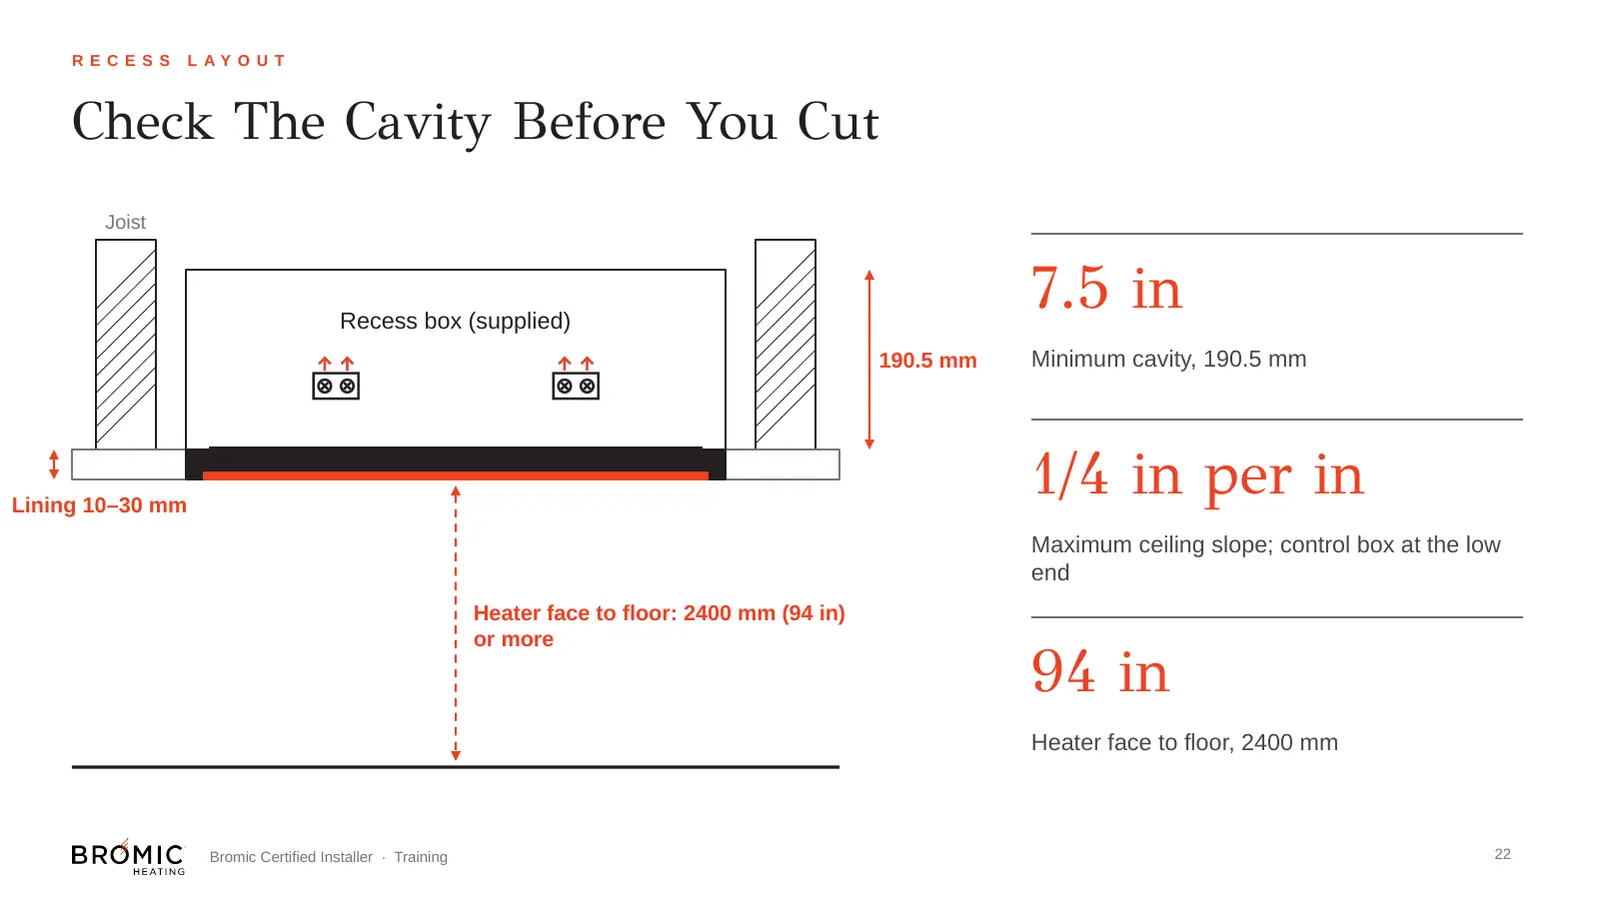 RECESS LAYOUT
Check The Cavity Before You Cut
Joist
Recess box (supplied)
190.5 mm
Lining 10–30 mm
Heater face to floor: 2400 mm (94 in)
or more
7.5 in
Minimum cavity, 190.5 mm
1/4 in per in
Maximum ceiling slope; control box at the low
end
94 in
Heater face to floor, 2400 mm
BROMIC
HEATING
Bromic Certified Installer · Training
22